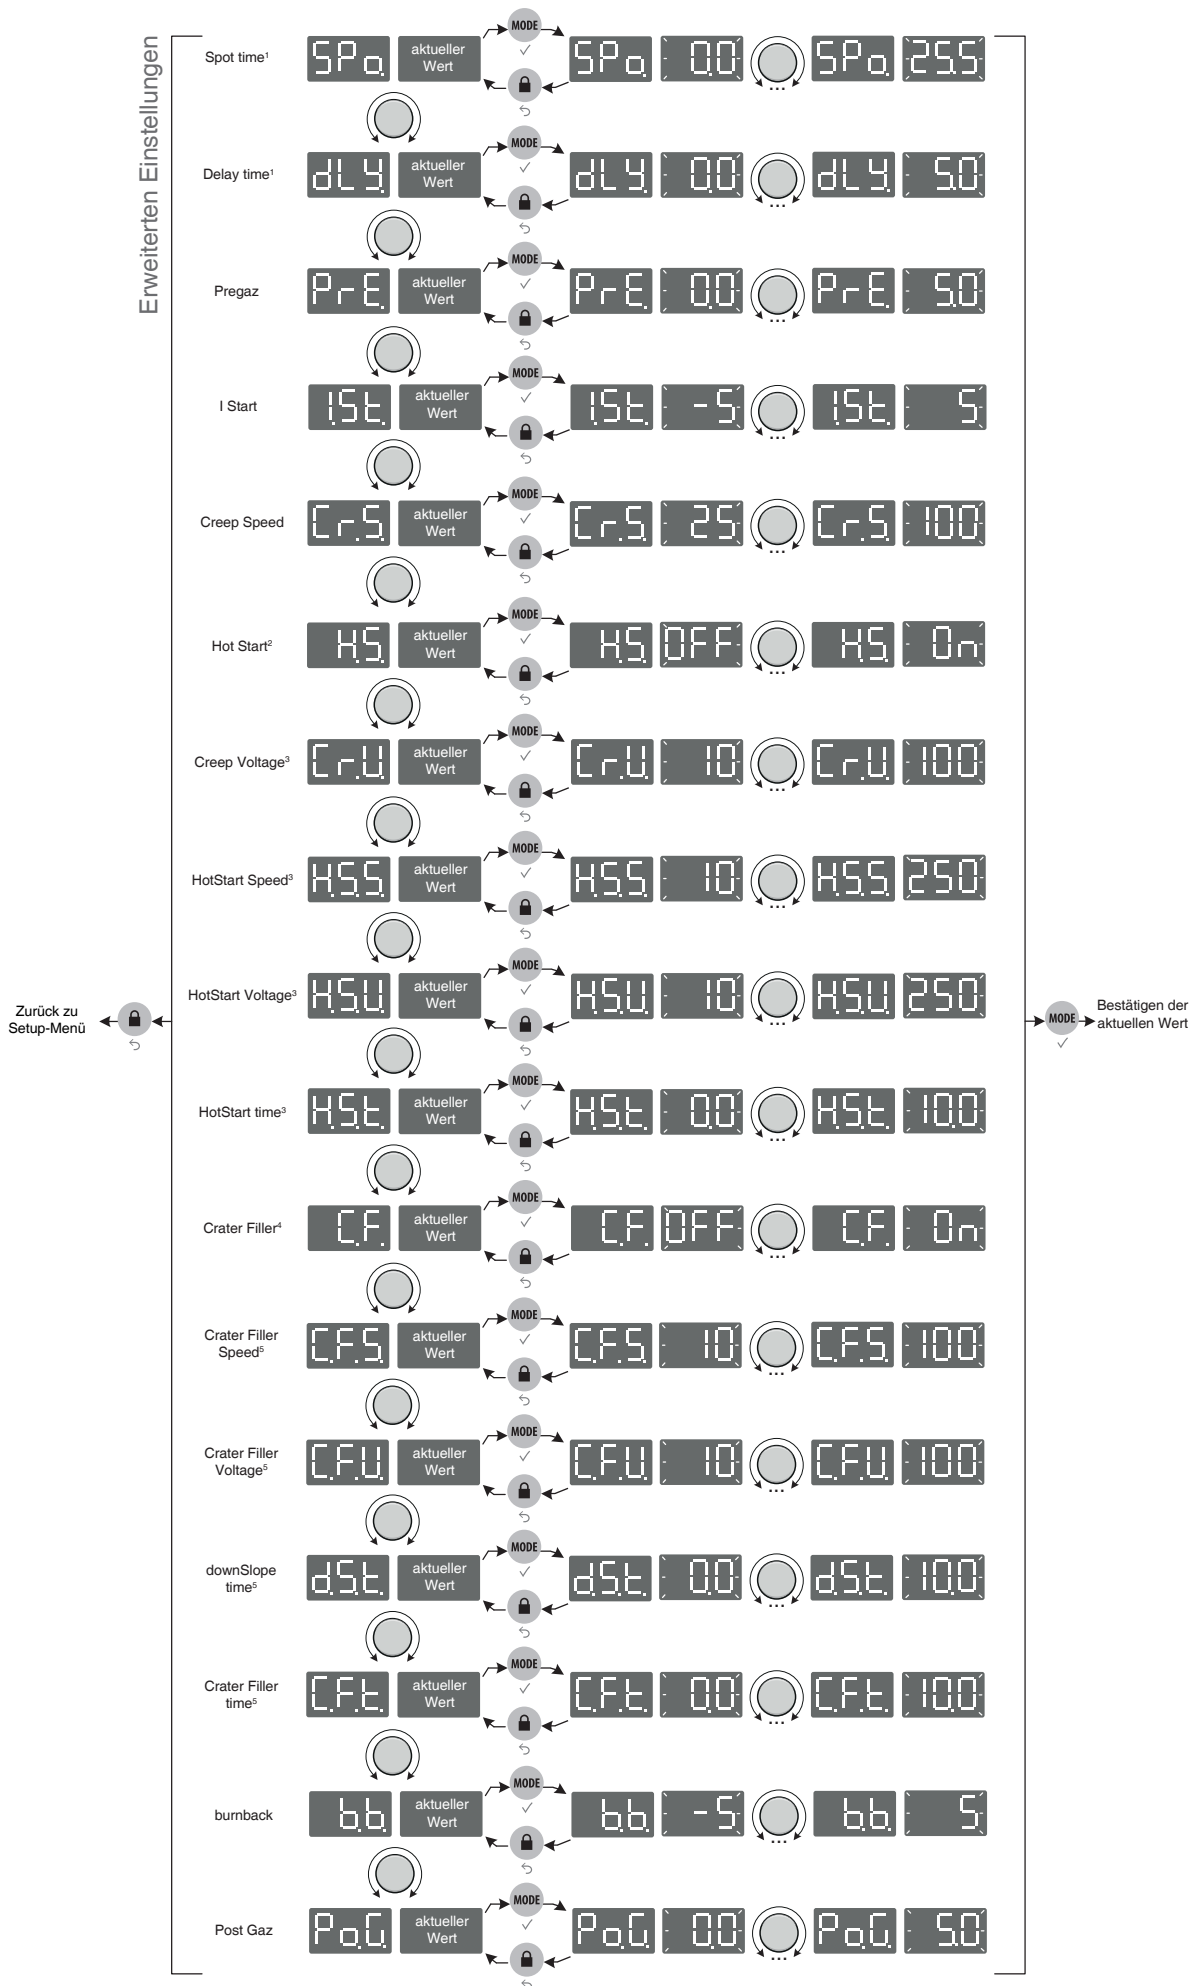 Erweiterten Einstellungen
Spot time¹ SPo. aktueller Wert MODE SPo. 0.0 ... SPo. 25.5
Delay time¹ dLY. aktueller Wert MODE dLY. 0.0 ... dLY. 5.0
Pregaz PrE. aktueller Wert MODE PrE. 0.0 ... PrE. 5.0
I Start I.St. aktueller Wert MODE I.St. -5 ... I.St. 5
Creep Speed Cr.S. aktueller Wert MODE Cr.S. 25 ... Cr.S. 100
Hot Start² H.S. aktueller Wert MODE H.S. OFF ... H.S. On
Creep Voltage³ Cr.U. aktueller Wert MODE Cr.U. 10 ... Cr.U. 100
HotStart Speed³ H.S.S. aktueller Wert MODE H.S.S. 10 ... H.S.S. 250
HotStart Voltage³ H.S.U. aktueller Wert MODE H.S.U. 10 ... H.S.U. 250
Zurück zu
Setup-Menü
MODE Bestätigen der
aktuellen Wert
HotStart time³ H.S.t. aktueller Wert MODE H.S.t. 0.0 ... H.S.t. 10.0
Crater Filler⁴ C.F. aktueller Wert MODE C.F. OFF ... C.F. On
Crater Filler Speed⁵ C.F.S. aktueller Wert MODE C.F.S. 10 ... C.F.S. 100
Crater Filler Voltage⁵ C.F.U. aktueller Wert MODE C.F.U. 10 ... C.F.U. 100
downSlope time⁵ d.S.t. aktueller Wert MODE d.S.t. 0.0 ... d.S.t. 10.0
Crater Filler time⁵ C.F.t. aktueller Wert MODE C.F.t. 0.0 ... C.F.t. 10.0
burnback b.b. aktueller Wert MODE b.b. -5 ... b.b. 5
Post Gaz Po.G. aktueller Wert MODE Po.G. 0.0 ... Po.G. 5.0